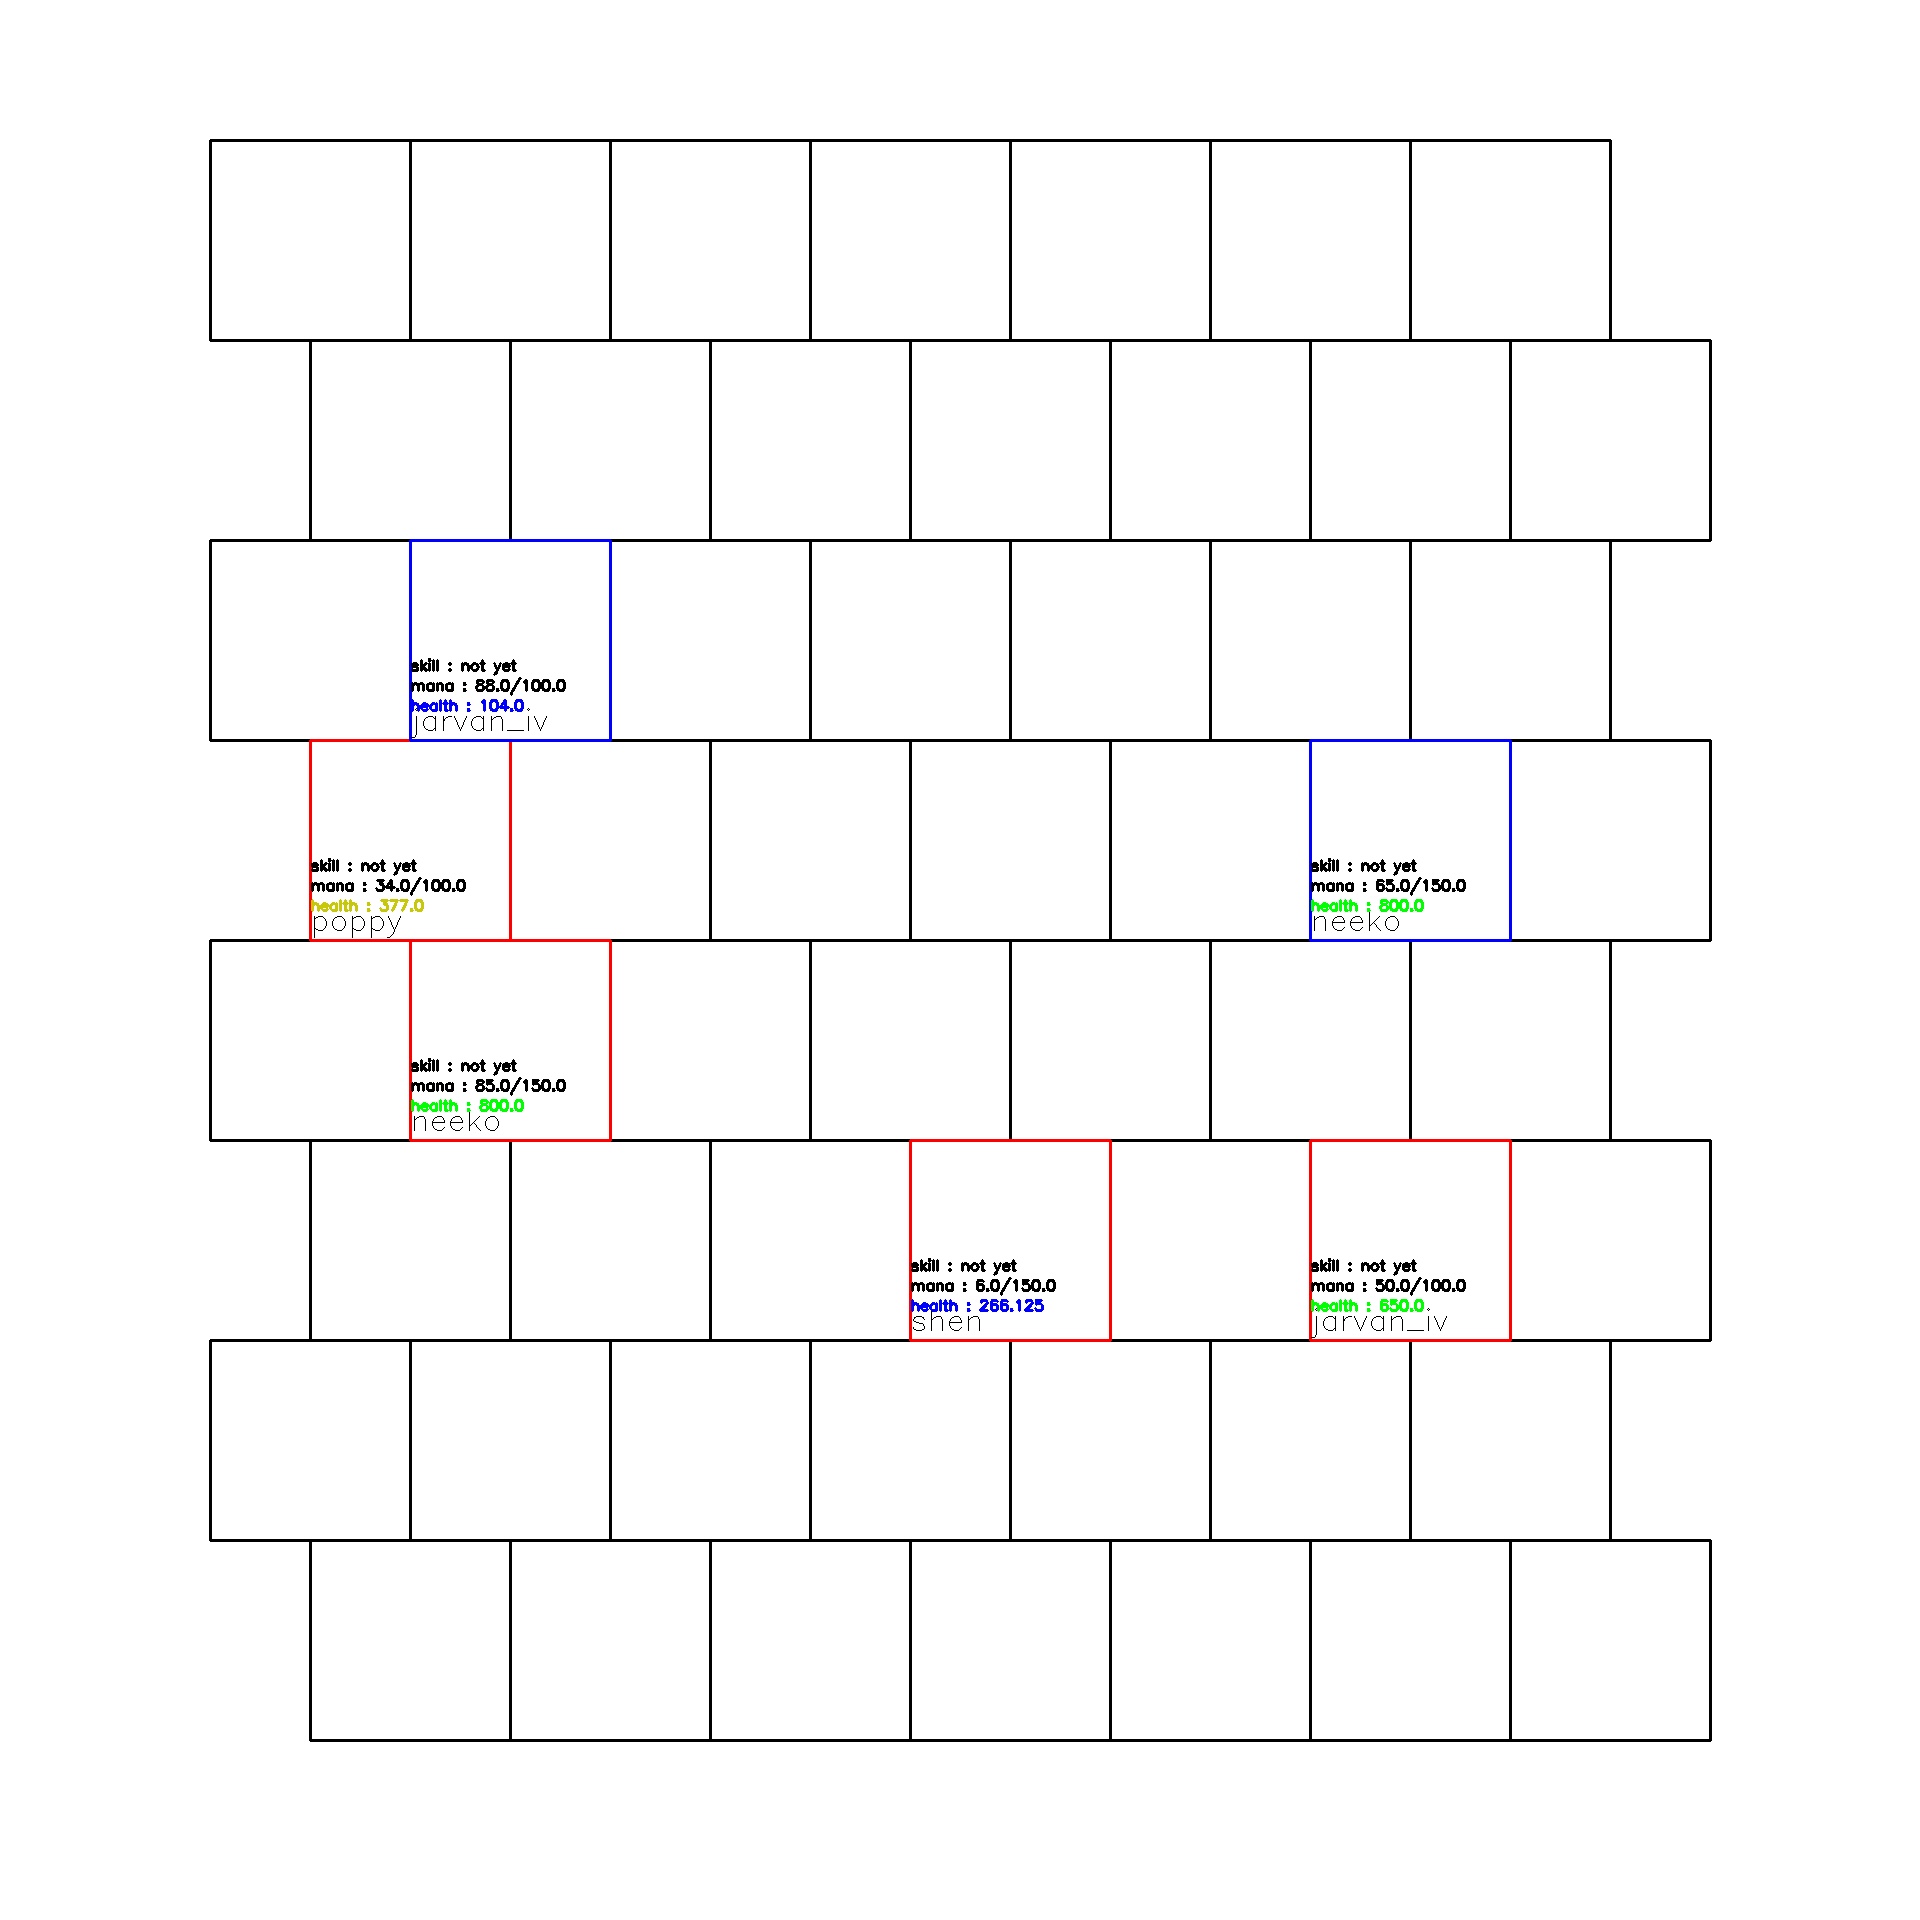 skill : not yet
mana : 88.0/100.0
health : 104.0
jarvan_iv
skill : not yet
mana : 34.0/100.0
health : 377.0
poppy
skill : not yet
mana : 65.0/150.0
health : 800.0
neeko
skill : not yet
mana : 85.0/150.0
health : 800.0
neeko
skill : not yet
mana : 6.0/150.0
health : 266.125
shen
skill : not yet
mana : 50.0/100.0
health : 650.0
jarvan_iv